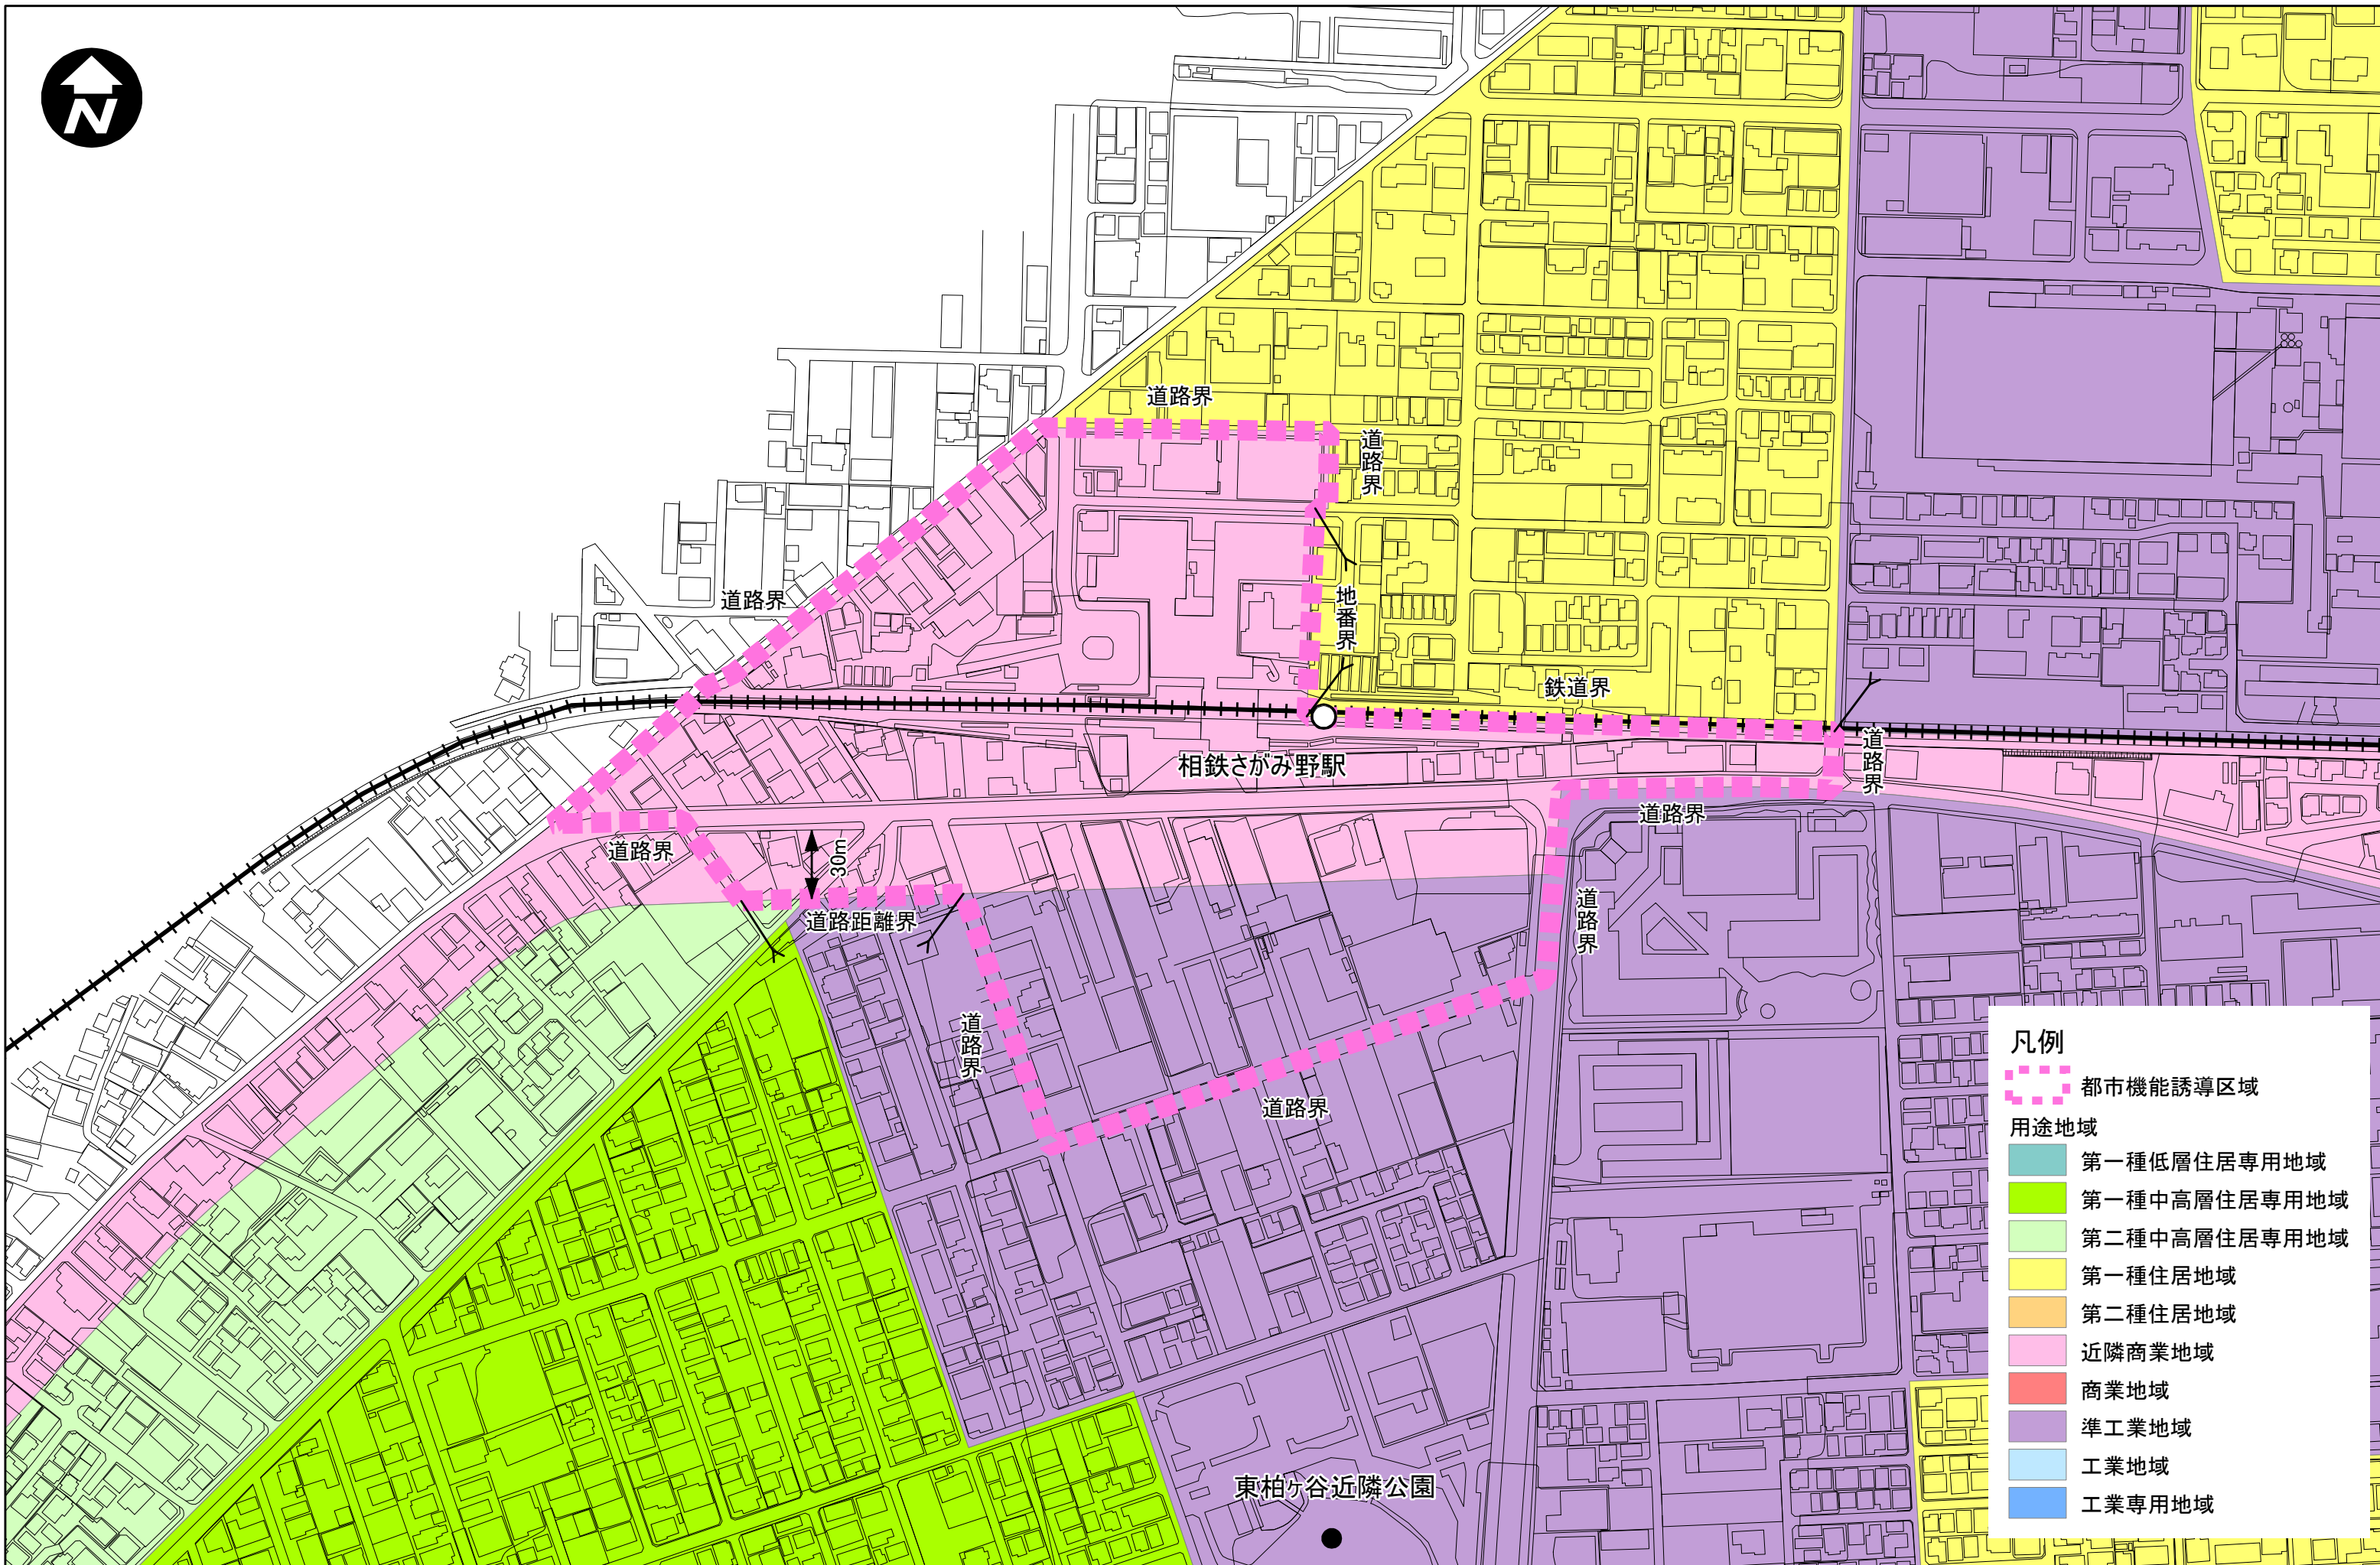 N
道路界
道路界
道路界
地番界
鉄道界
相鉄さがみ野駅
道路界
道路界
道路界
30m
道路距離界
道路界
道路界
道路界
東柏ヶ谷近隣公園
凡例
都市機能誘導区域
用途地域
第一種低層住居専用地域
第一種中高層住居専用地域
第二種中高層住居専用地域
第一種住居地域
第二種住居地域
近隣商業地域
商業地域
準工業地域
工業地域
工業専用地域